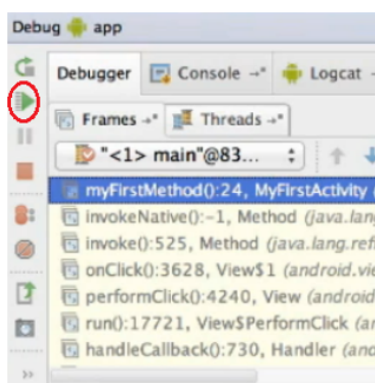 Debug app
Debugger Console →" Logcat →
Frames →" Threads →"
"<1> main"@83...
myFirstMethod():24, MyFirstActivity (
invokeNative():-1, Method (java.lan
invoke():525, Method (java.lang.refl
onClick():3628, View$1 (android.vie
performClick():4240, View (android
run():17721, View$PerformClick (an
handleCallback():730, Handler (and